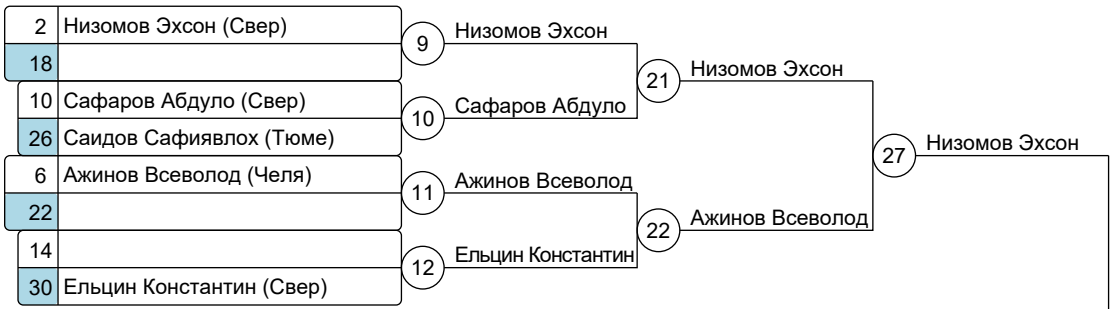 2 Низомов Эхсон (Свер)
18
10 Сафаров Абдуло (Свер)
26 Саидов Сафиявлох (Тюме)
6 Ажинов Всеволод (Челя)
22
14
30 Ельцин Константин (Свер)
9 Низомов Эхсон
10 Сафаров Абдуло
11 Ажинов Всеволод
12 Ельцин Константин
21 Низомов Эхсон
22 Ажинов Всеволод
27 Низомов Эхсон